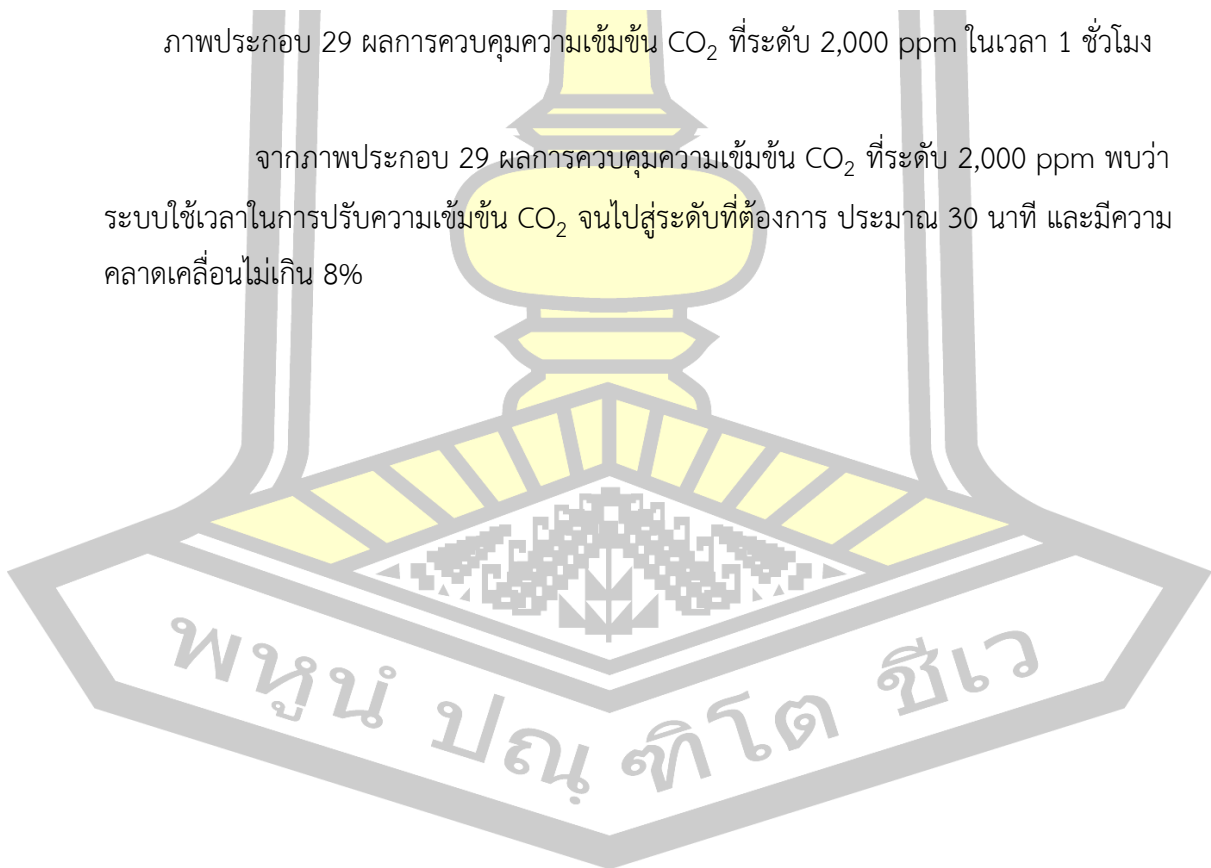 ภาพประกอบ 29 ผลการควบคุมความเข้มข้น CO₂ ที่ระดับ 2,000 ppm ในเวลา 1 ชั่วโมง
จากภาพประกอบ 29 ผลการควบคุมความเข้มข้น CO₂ ที่ระดับ 2,000 ppm พบว่า
ระบบใช้เวลาในการปรับความเข้มข้น CO₂ จนไปสู่ระดับที่ต้องการ ประมาณ 30 นาที และมีความ
คลาดเคลื่อนไม่เกิน 8%
พหูนํ ปณฺฑิโต ชีเว